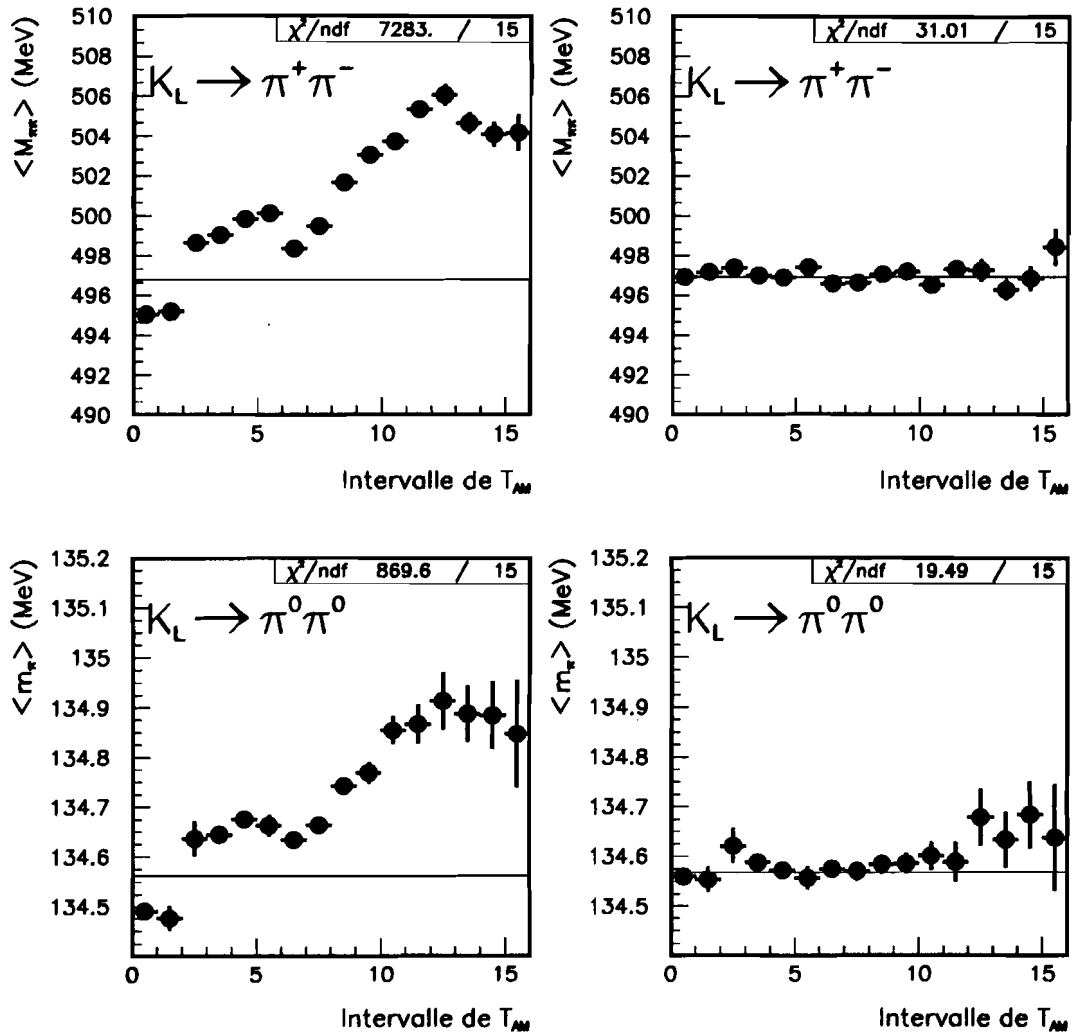 <M_ππ> (MeV)
510
508
506
504
502
500
498
496
494
492
490
χ²/ndf 7283. / 15
K_L → π⁺π⁻
0 5 10 15
Intervalle de T_AM
<M_ππ> (MeV)
510
508
506
504
502
500
498
496
494
492
490
χ²/ndf 31.01 / 15
K_L → π⁺π⁻
0 5 10 15
Intervalle de T_AM
<m_π> (MeV)
135.2
135.1
135
134.9
134.8
134.7
134.6
134.5
χ²/ndf 869.6 / 15
K_L → π⁰π⁰
0 5 10 15
Intervalle de T_AM
<m_π> (MeV)
135.2
135.1
135
134.9
134.8
134.7
134.6
134.5
χ²/ndf 19.49 / 15
K_L → π⁰π⁰
0 5 10 15
Intervalle de T_AM